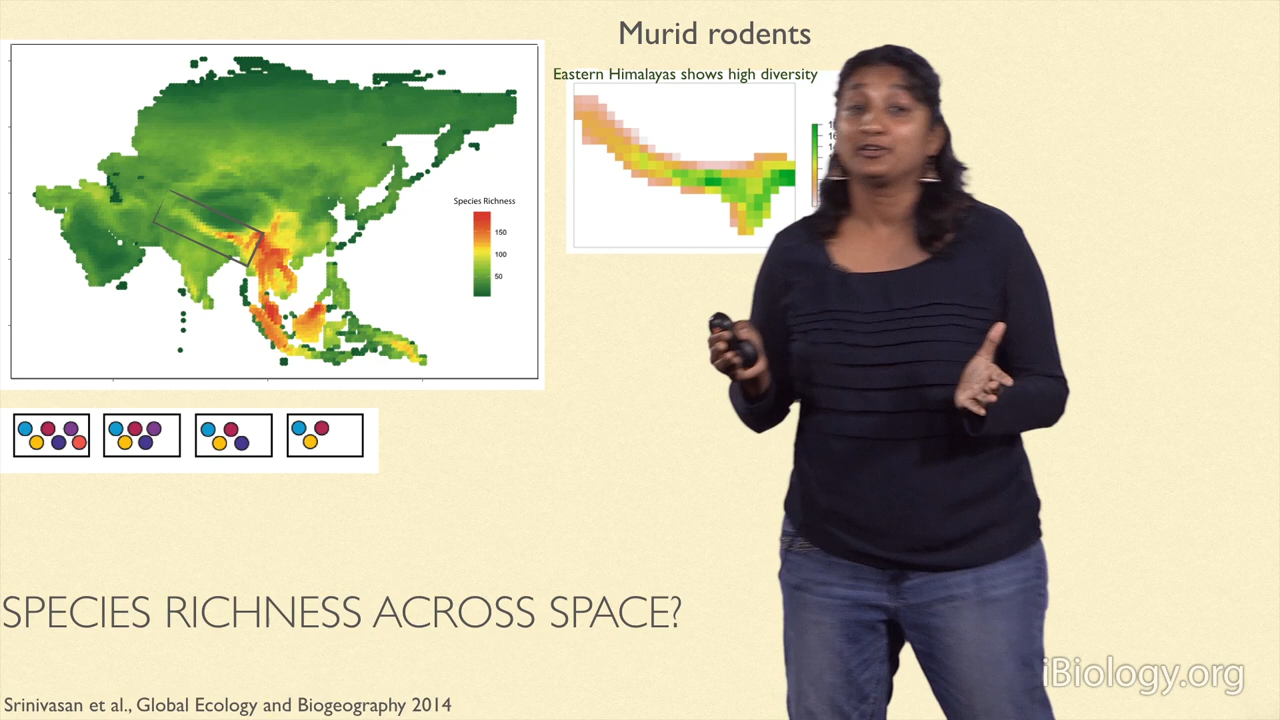 Murid rodents
Eastern Himalayas shows high diversity
Species Richness
150
100
50
SPECIES RICHNESS ACROSS SPACE?
Srinivasan et al., Global Ecology and Biogeography 2014
iBiology.org